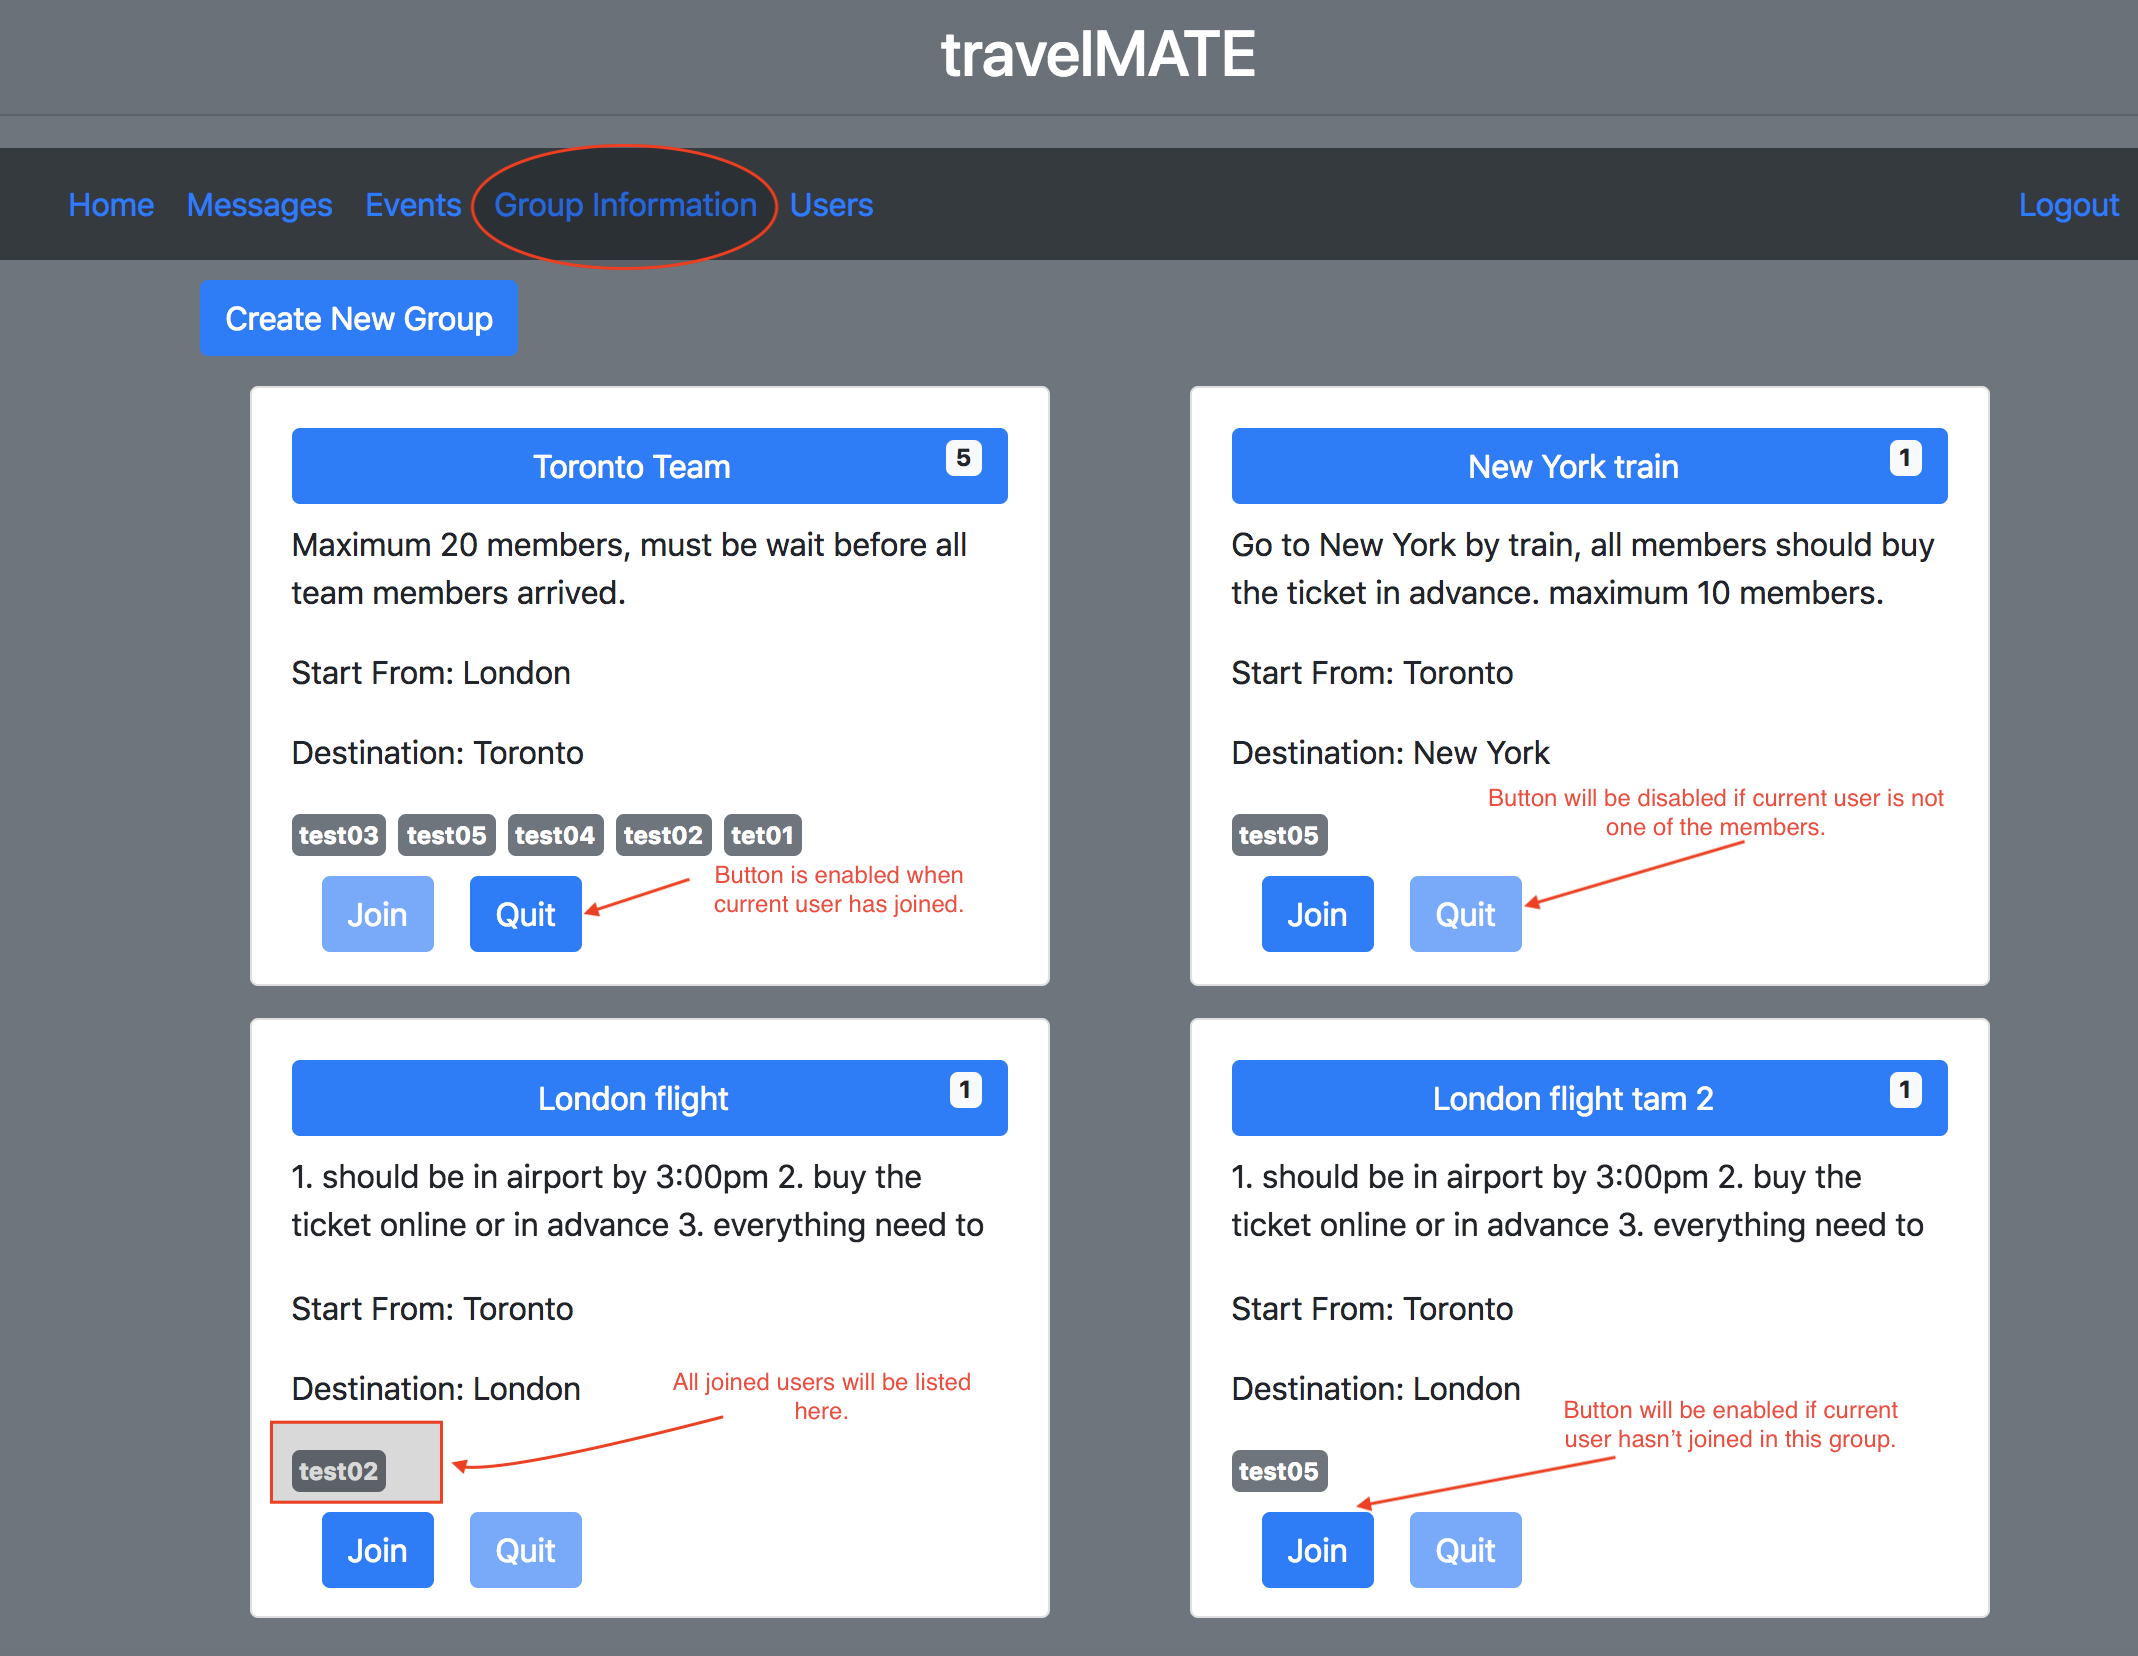 travelMATE
Home Messages Events Group Information Users Logout
Create New Group
Toronto Team 5
Maximum 20 members, must be wait before all
team members arrived.
Start From: London
Destination: Toronto
test03 test05 test04 test02 tet01
Button is enabled when
current user has joined.
Join Quit
New York train 1
Go to New York by train, all members should buy
the ticket in advance. maximum 10 members.
Start From: Toronto
Destination: New York
Button will be disabled if current user is not
one of the members.
test05
Join Quit
London flight 1
1. should be in airport by 3:00pm 2. buy the
ticket online or in advance 3. everything need to
Start From: Toronto
Destination: London
All joined users will be listed
here.
test02
Join Quit
London flight tam 2 1
1. should be in airport by 3:00pm 2. buy the
ticket online or in advance 3. everything need to
Start From: Toronto
Destination: London
Button will be enabled if current
user hasn’t joined in this group.
test05
Join Quit